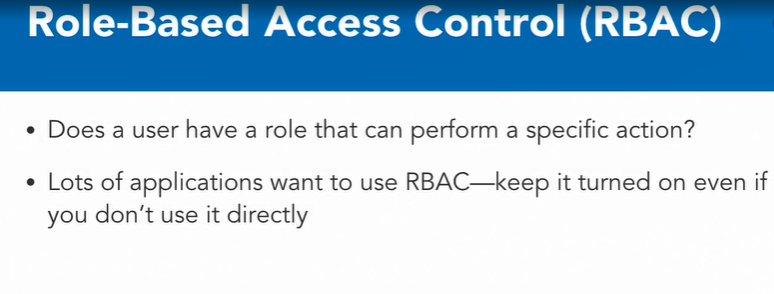 Role-Based Access Control (RBAC)
• Does a user have a role that can perform a specific action?
• Lots of applications want to use RBAC—keep it turned on even if
you don’t use it directly